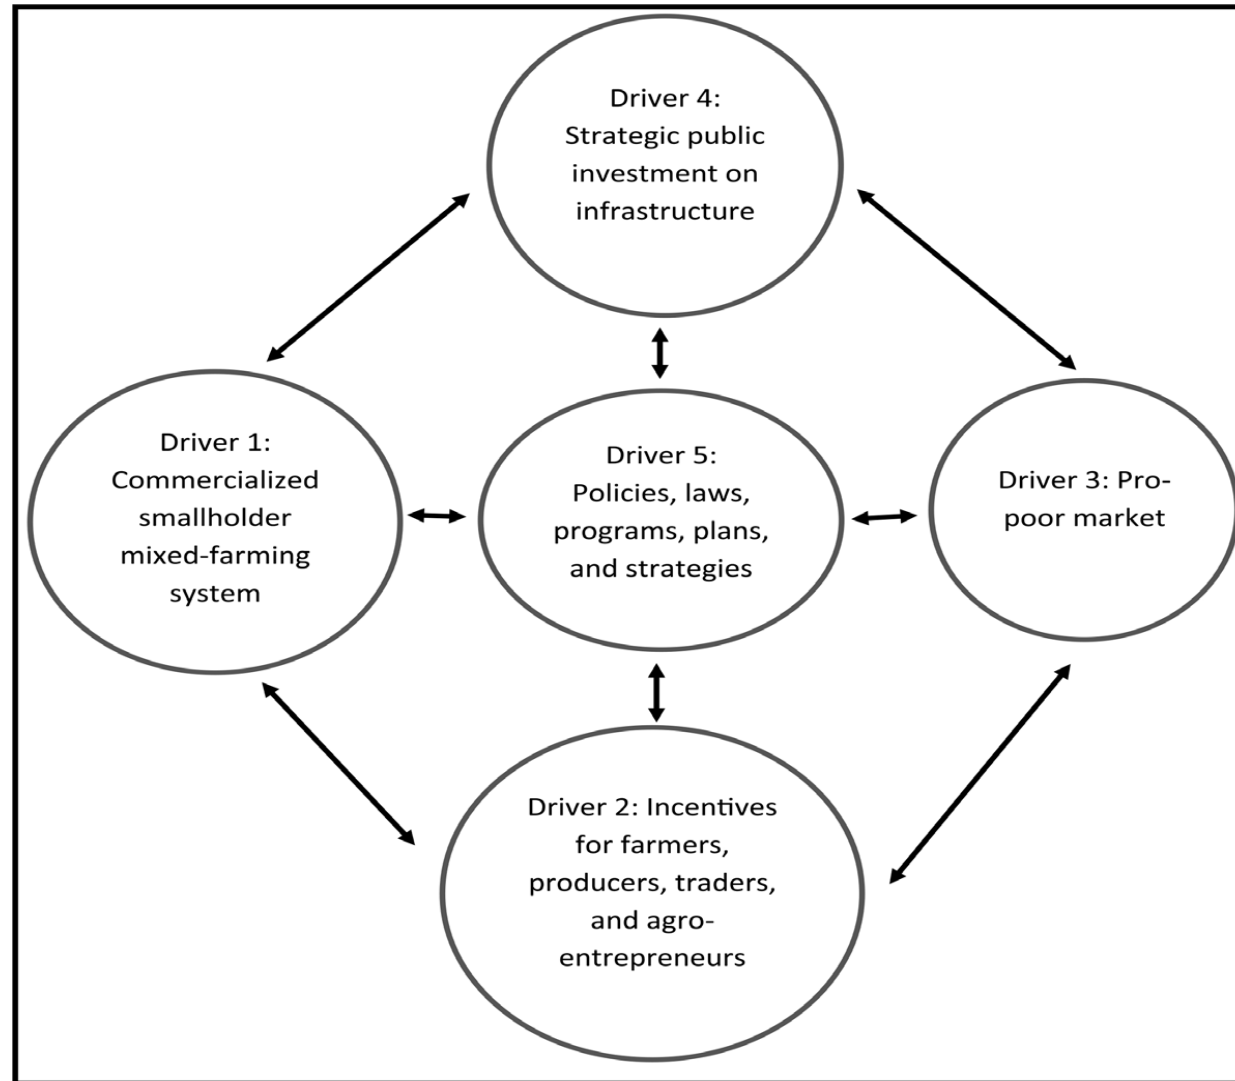 Driver 4:
Strategic public
investment on
infrastructure
Driver 1:
Commercialized
smallholder
mixed-farming
system
Driver 5:
Policies, laws,
programs, plans,
and strategies
Driver 3: Pro-
poor market
Driver 2: Incentives
for farmers,
producers, traders,
and agro-
entrepreneurs